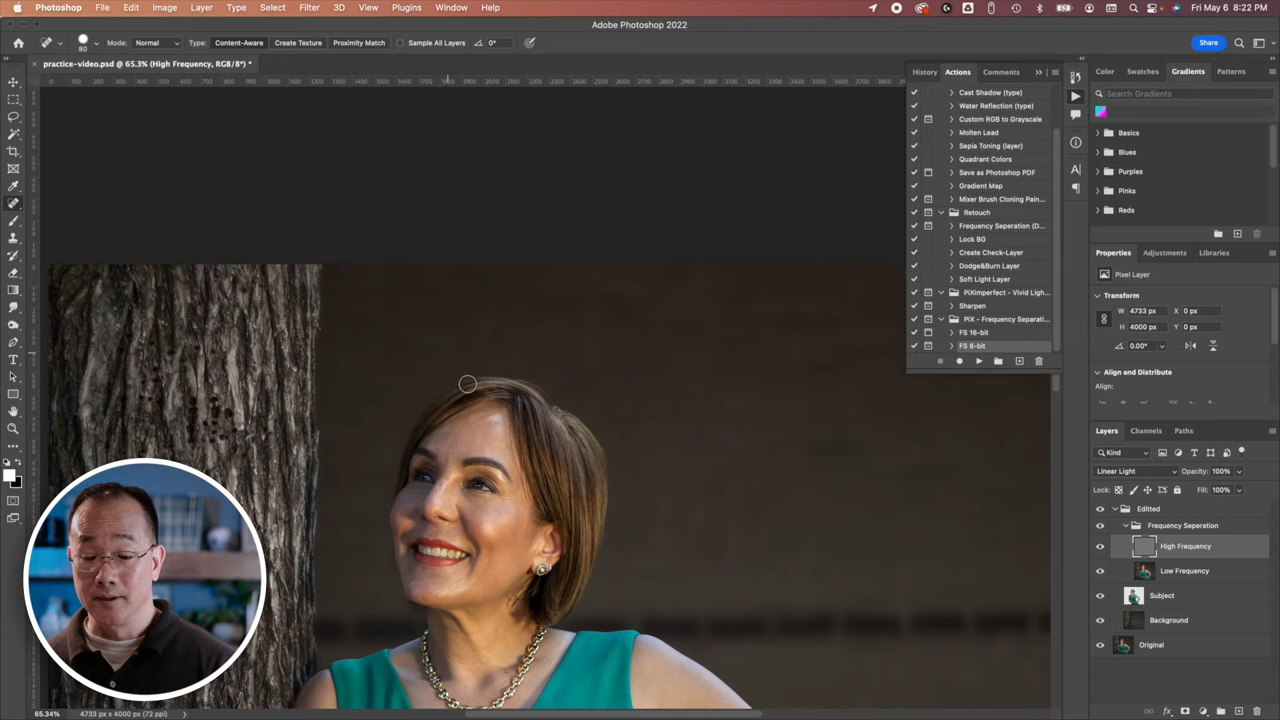 Photoshop File Edit Image Layer Type Select Filter 3D View Plugins Window Help Fri May 6 8:22 PM
Adobe Photoshop 2022
80 Mode: Normal Type: Content-Aware Create Texture Proximity Match Sample All Layers 0° Share
practice-video.psd @ 65.3% (High Frequency, RGB/8*) *
History Actions Comments
Cast Shadow (type)
Water Reflection (type)
Custom RGB to Grayscale
Molten Lead
Sepia Toning (layer)
Quadrant Colors
Save as Photoshop PDF
Gradient Map
Mixer Brush Cloning Pain...
Retouch
Frequency Seperation (D...
Lock BG
Create Check-Layer
Dodge&Burn Layer
Soft Light Layer
PiXimperfect - Vivid Ligh...
Sharpen
PiX - Frequency Separati...
FS 16-bit
FS 8-bit
Color Swatches Gradients Patterns
Search Gradients
Basics
Blues
Purples
Pinks
Reds
Properties Adjustments Libraries
Pixel Layer
Transform
W 4733 px X 0 px
H 4000 px Y 0 px
0.00°
Align and Distribute
Align:
Layers Channels Paths
Kind
Linear Light Opacity: 100%
Lock: Fill: 100%
Editted
Frequency Seperation
High Frequency
Low Frequency
Subject
Background
Original
65.34% 4733 px x 4000 px (72 ppi)